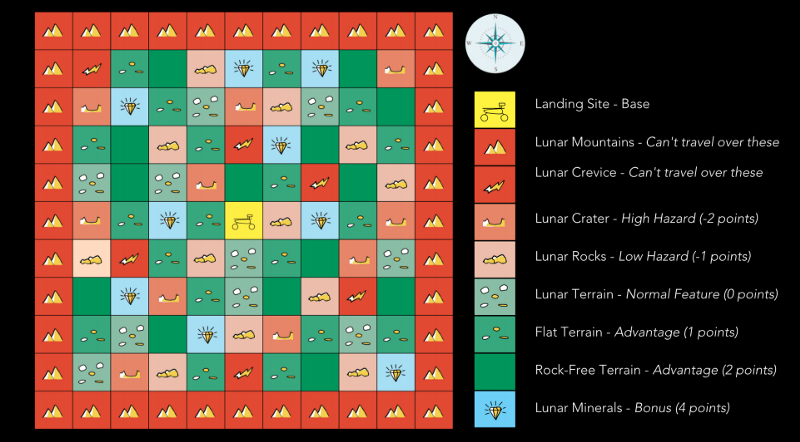 N
W E
S
Landing Site - Base
Lunar Mountains - Can't travel over these
Lunar Crevice - Can't travel over these
Lunar Crater - High Hazard (-2 points)
Lunar Rocks - Low Hazard (-1 points)
Lunar Terrain - Normal Feature (0 points)
Flat Terrain - Advantage (1 points)
Rock-Free Terrain - Advantage (2 points)
Lunar Minerals - Bonus (4 points)